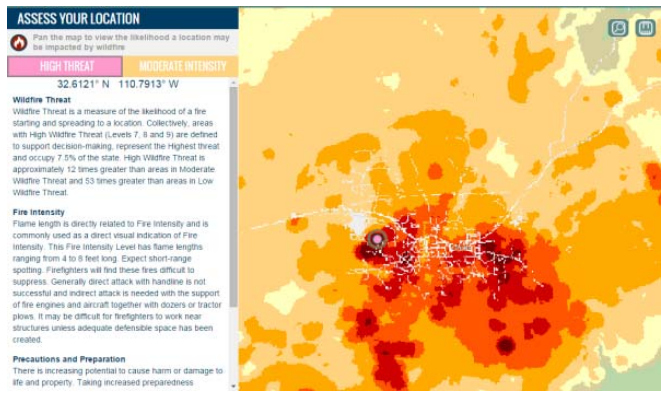 ASSESS YOUR LOCATION
Pan the map to view the likelihood a location may
be impacted by wildfire
HIGH THREAT
MODERATE INTENSITY
32.6121° N 110.7913° W
Wildfire Threat
Wildfire Threat is a measure of the likelihood of a fire
starting and spreading to a location. Collectively, areas
with High Wildfire Threat (Levels 7, 8 and 9) are defined
to support decision-making, represent the Highest threat
and occupy 7.5% of the state. High Wildfire Threat is
approximately 12 times greater than areas in Moderate
Wildfire Threat and 53 times greater than areas in Low
Wildfire Threat.
Fire Intensity
Flame length is directly related to Fire Intensity and is
commonly used as a direct visual indication of Fire
Intensity. This Fire Intensity Level has flame lengths
ranging from 4 to 8 feet long. Expect short-range
spotting. Firefighters will find these fires difficult to
suppress. Generally direct attack with handline is not
successful and indirect attack is needed with the support
of fire engines and aircraft together with dozers or tractor
plows. It may be difficult for firefighters to work near
structures unless adequate defensible space has been
created.
Precautions and Preparation
There is increasing potential to cause harm or damage to
life and property. Taking increased preparedness